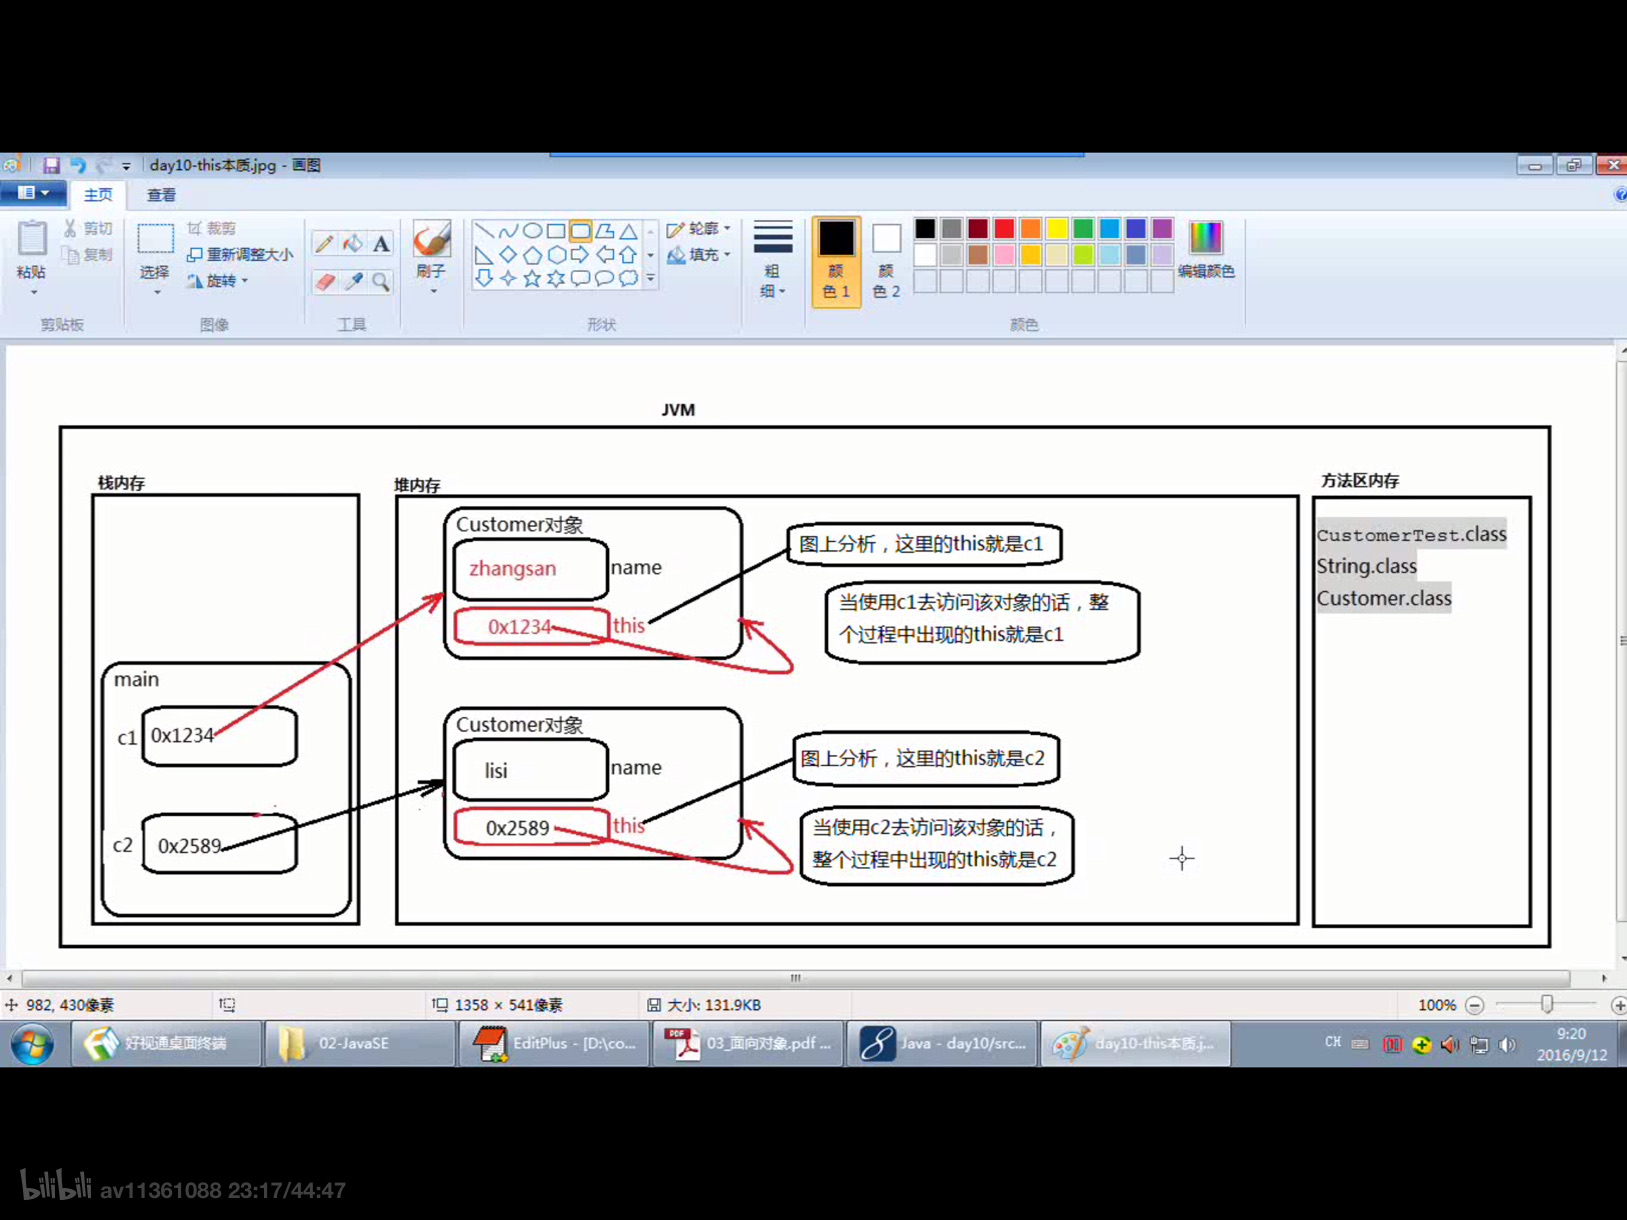 day10-this本质.jpg - 画图
主页
查看
粘贴
剪切
复制
剪贴板
选择
裁剪
重新调整大小
旋转
图像
A
工具
刷子
轮廓
填充
形状
粗
细
颜
色 1
颜
色 2
编辑颜色
颜色
JVM
栈内存
堆内存
方法区内存
main
c1
0x1234
c2
0x2589
Customer对象
zhangsan
name
0x1234
this
图上分析，这里的this就是c1
当使用c1去访问该对象的话，整
个过程中出现的this就是c1
Customer对象
lisi
name
0x2589
this
图上分析，这里的this就是c2
当使用c2去访问该对象的话，
整个过程中出现的this就是c2
CustomerTest.class
String.class
Customer.class
982, 430像素
1358 × 541像素
大小: 131.9KB
100%
好视通桌面终端
02-JavaSE
EditPlus - [D:\co...
PDF
03_面向对象.pdf ...
Java - day10/src...
day10-this本质.j...
CH
9:20
2016/9/12
bilibili av11361088 23:17/44:47